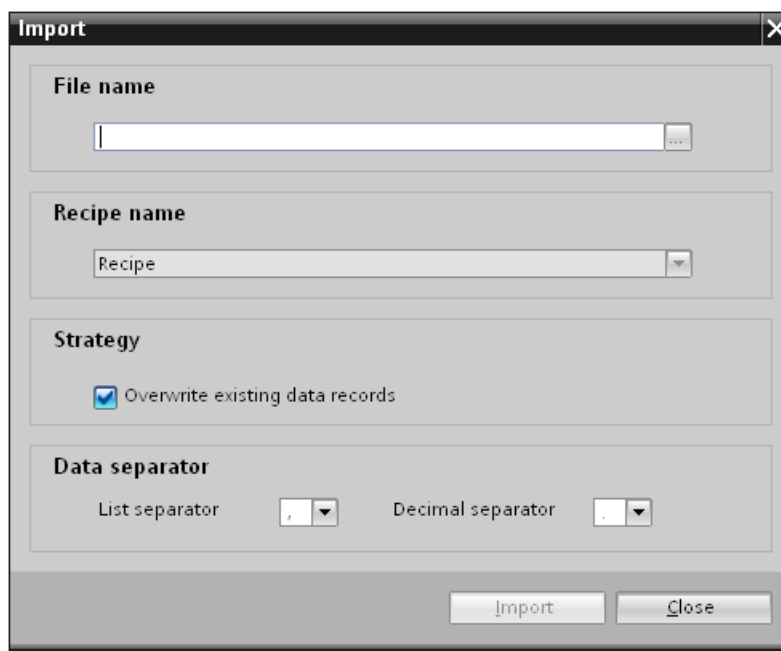 Import
File name
...
Recipe name
Recipe
Strategy
Overwrite existing data records
Data separator
List separator , Decimal separator .
Import Close